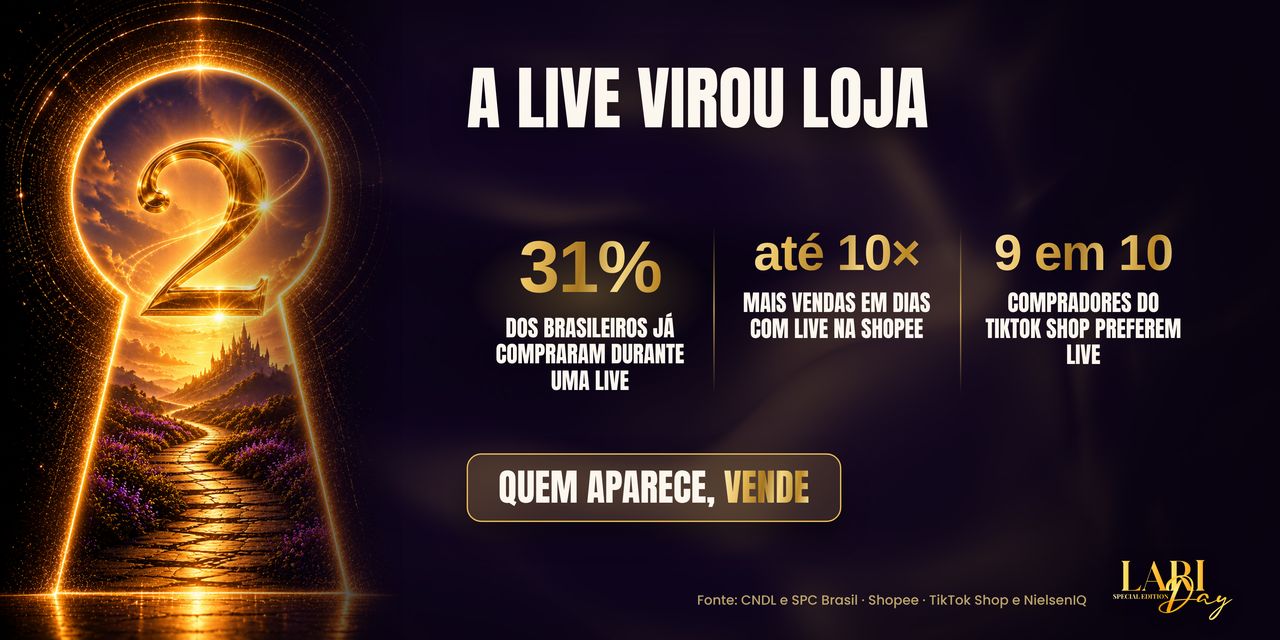 2
A LIVE VIROU LOJA
31%
DOS BRASILEIROS JÁ
COMPRARAM DURANTE
UMA LIVE
até 10×
MAIS VENDAS EM DIAS
COM LIVE NA SHOPEE
9 em 10
COMPRADORES DO
TIKTOK SHOP PREFEREM
LIVE
QUEM APARECE, VENDE
Fonte: CNDL e SPC Brasil · Shopee · TikTok Shop e NielsenIQ
LABI
SPECIAL EDITION
Day